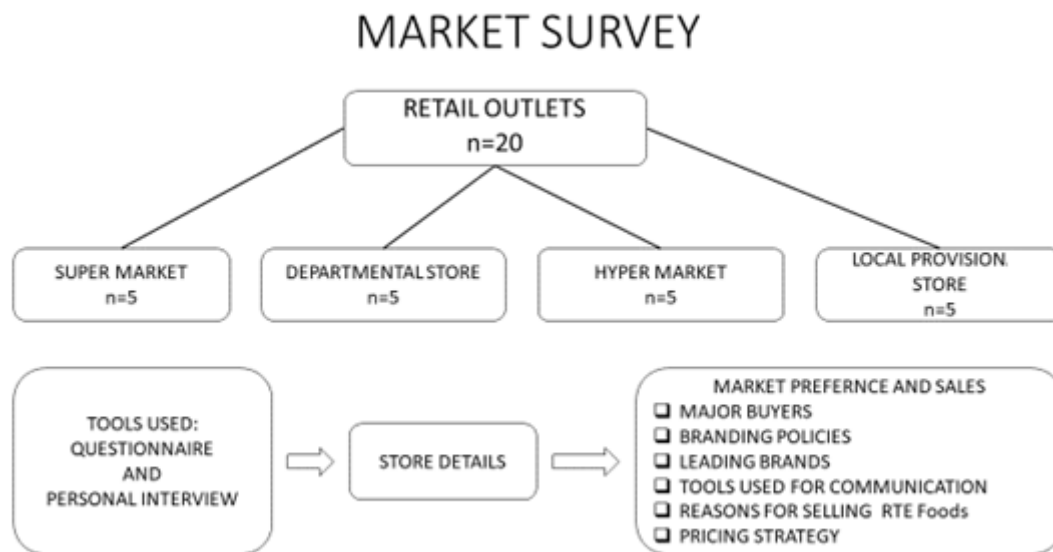 MARKET SURVEY
RETAIL OUTLETS
n=20
SUPER MARKET
n=5
DEPARTMENTAL STORE
n=5
HYPER MARKET
n=5
LOCAL PROVISION.
STORE
n=5
TOOLS USED:
QUESTIONNAIRE
AND
PERSONAL INTERVIEW
STORE DETAILS
MARKET PREFERNCE AND SALES
MAJOR BUYERS
BRANDING POLICIES
LEADING BRANDS
TOOLS USED FOR COMMUNICATION
REASONS FOR SELLING RTE Foods
PRICING STRATEGY